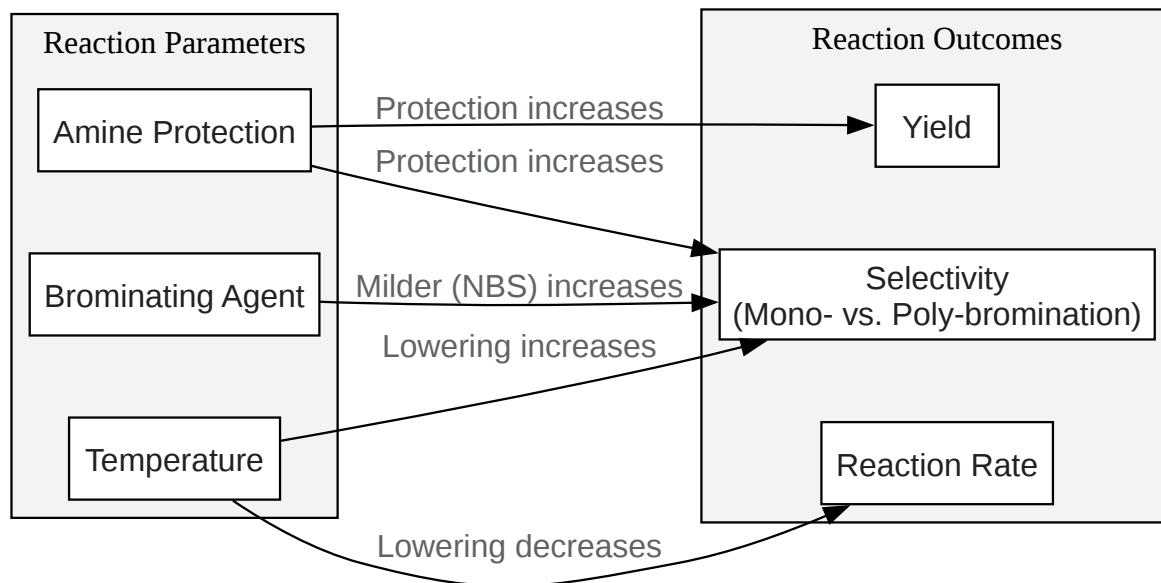 Reaction Parameters
Amine Protection
Brominating Agent
Temperature
Protection increases
Protection increases
Milder (NBS) increases
Lowering increases
Lowering decreases
Reaction Outcomes
Yield
Selectivity
(Mono- vs. Poly-bromination)
Reaction Rate